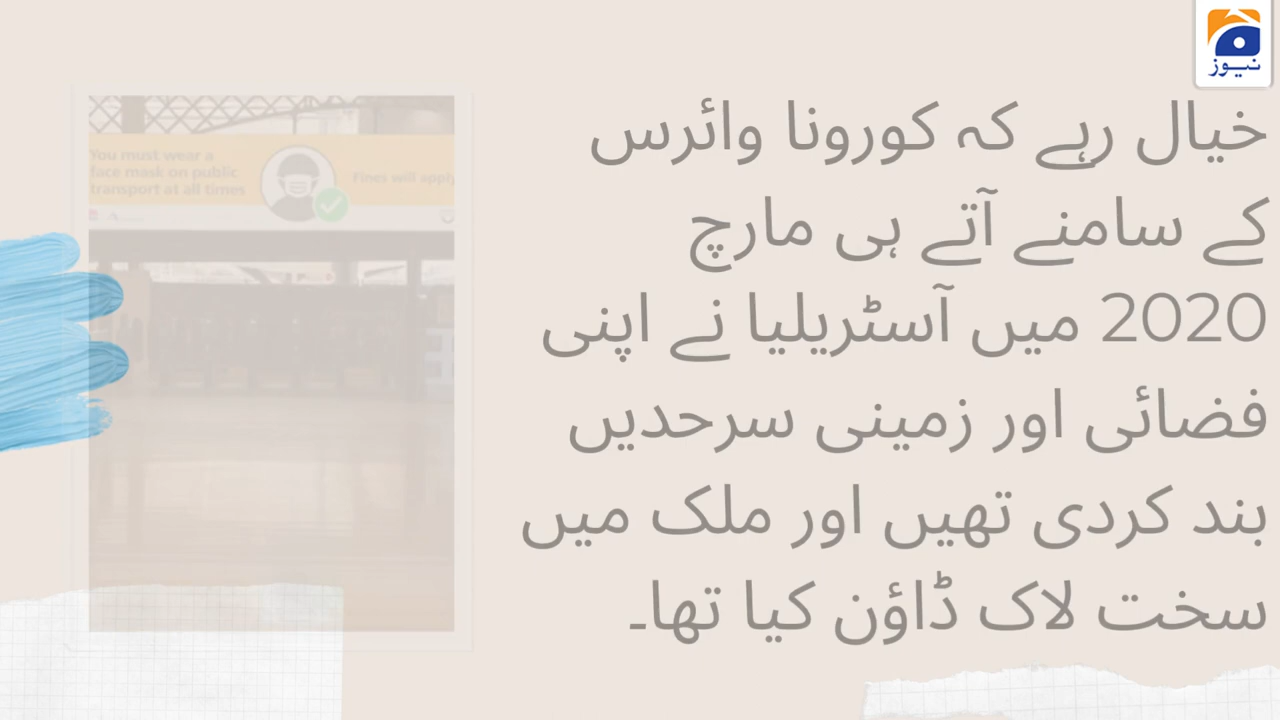 نیوز
خیال رہے کہ کورونا وائرس
کے سامنے آتے ہی مارچ
2020 میں آسٹریلیا نے اپنی
فضائی اور زمینی سرحدیں
بند کردی تھیں اور ملک میں
سخت لاک ڈاؤن کیا تھا۔
You must wear a
face mask on public
transport at all times
Fines will apply